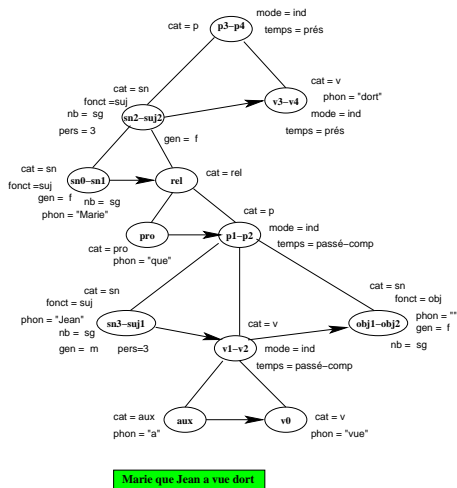 mode = ind
cat = p
p3-p4
temps = prés
cat = sn
fonct =suj
nb = sg
sn2-suj2
pers = 3
gen = f
cat = v
v3-v4
phon = "dort"
mode = ind
temps = prés
cat = sn
fonct =suj
sn0-sn1
gen = f
nb = sg
phon = "Marie"
rel
cat = rel
cat = p
pro
p1-p2
mode = ind
temps = passé-comp
cat = pro
phon = "que"
cat = sn
fonct = suj
phon = "Jean"
sn3-suj1
nb = sg
gen = m
pers=3
cat = v
v1-v2
mode = ind
temps = passé-comp
cat = sn
fonct = obj
phon = ""
obj1-obj2
gen = f
nb = sg
cat = aux
aux
phon = "a"
v0
cat = v
phon = "vue"
Marie que Jean a vue dort